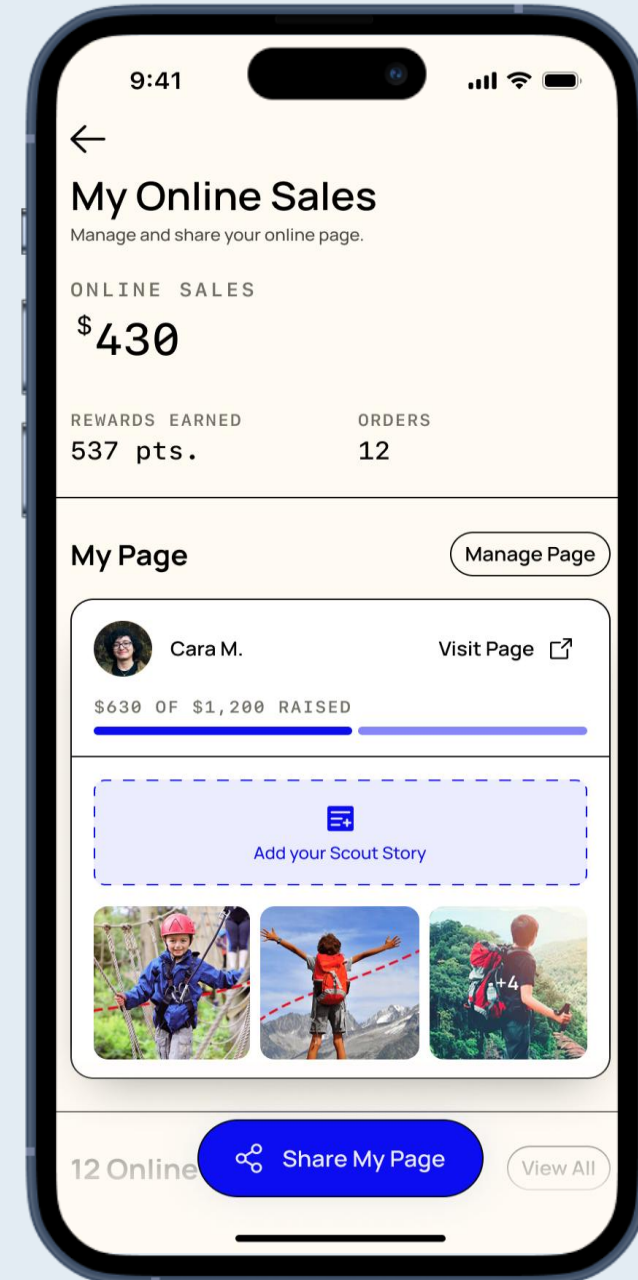 9:41
My Online Sales
Manage and share your online page.
ONLINE SALES
$430
REWARDS EARNED
537 pts.
ORDERS
12
My Page
Manage Page
Cara M.
Visit Page
$630 OF $1,200 RAISED
Add your Scout Story
+4
12 Online
View All
Share My Page